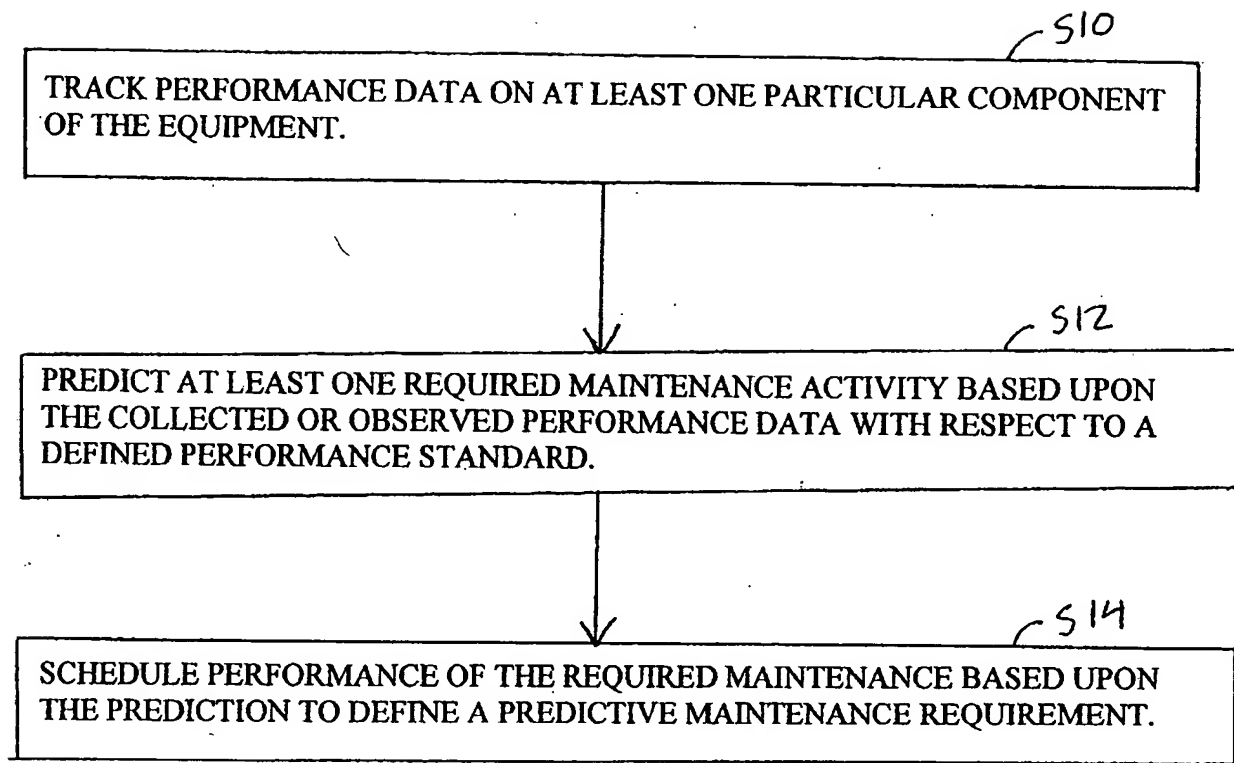 S10
TRACK PERFORMANCE DATA ON AT LEAST ONE PARTICULAR COMPONENT
OF THE EQUIPMENT.
S12
PREDICT AT LEAST ONE REQUIRED MAINTENANCE ACTIVITY BASED UPON
THE COLLECTED OR OBSERVED PERFORMANCE DATA WITH RESPECT TO A
DEFINED PERFORMANCE STANDARD.
S14
SCHEDULE PERFORMANCE OF THE REQUIRED MAINTENANCE BASED UPON
THE PREDICTION TO DEFINE A PREDICTIVE MAINTENANCE REQUIREMENT.